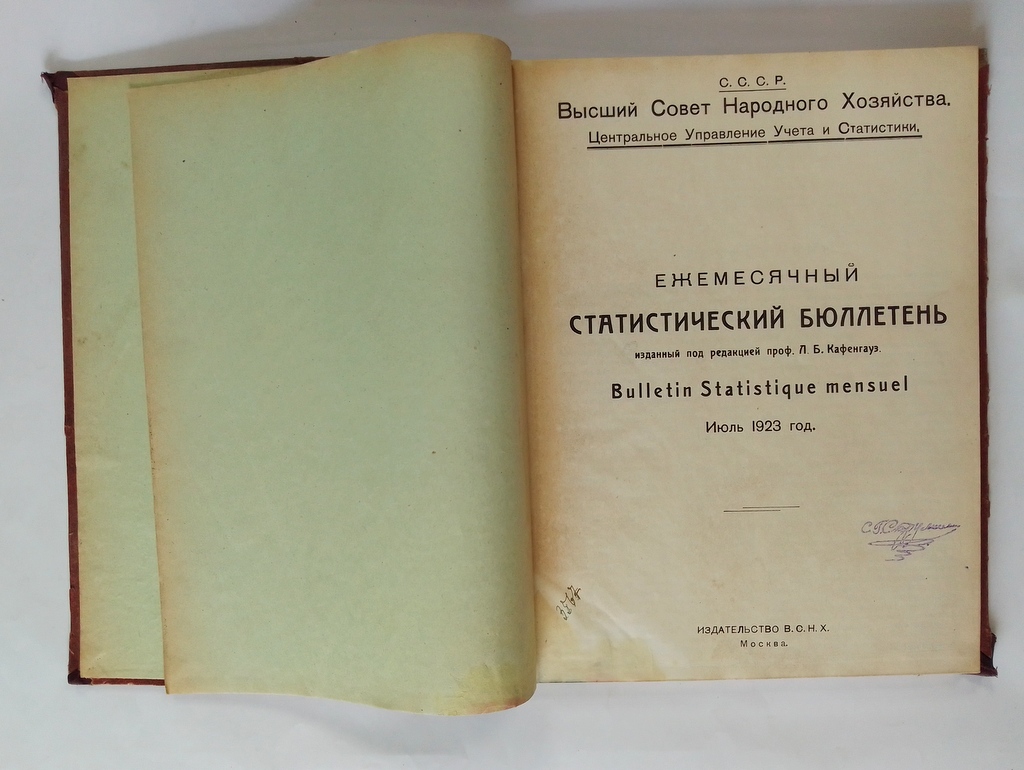 С. С. С. Р.
Высший Совет Народного Хозяйства.
Центральное Управление Учета и Статистики.
ЕЖЕМЕСЯЧНЫЙ
СТАТИСТИЧЕСКИЙ БЮЛЛЕТЕНЬ
изданный под редакцией проф. Л. Б. Кафенгауз.
Bulletin Statistique mensuel
Июль 1923 год.
ИЗДАТЕЛЬСТВО В. С. Н. Х.
Москва.